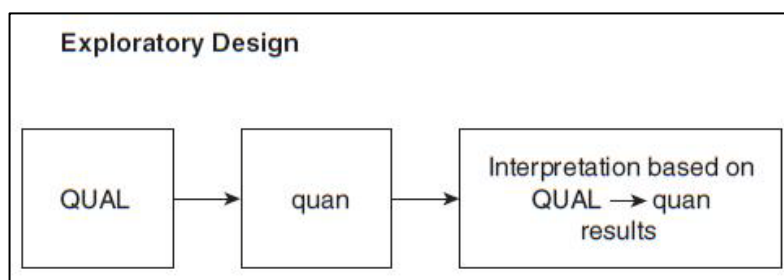 Exploratory Design
QUAL
quan
Interpretation based on
QUAL → quan
results